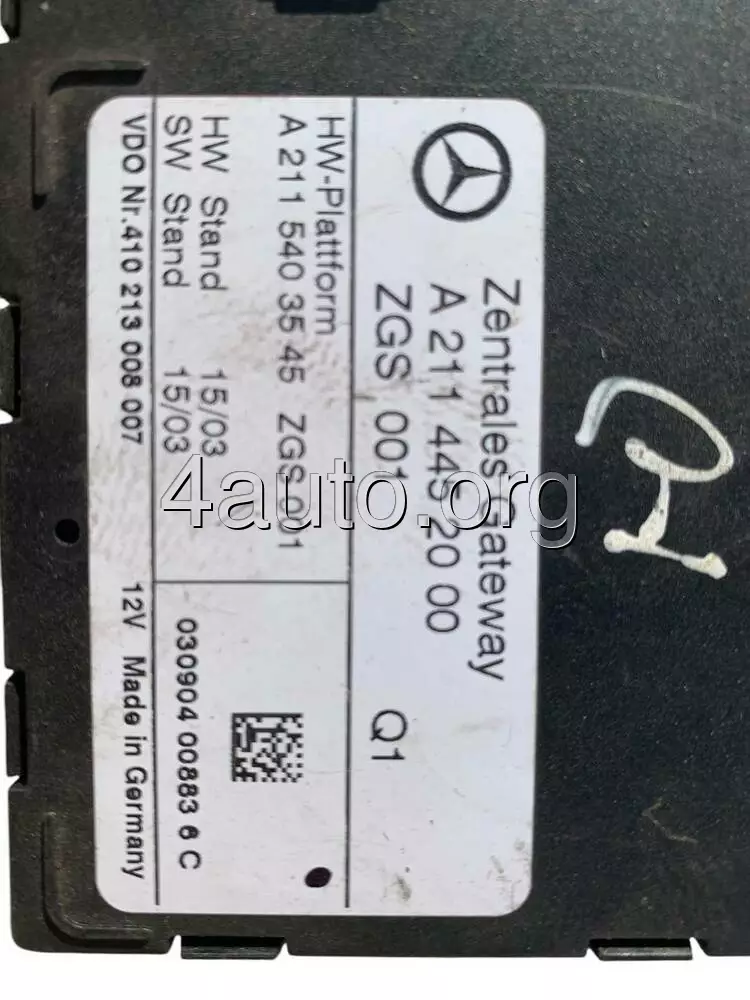 Zentrales Gateway
A 211 445 20 00
ZGS 001
Q1
HW-Plattform
A 211 540 35 45 ZGS 001
HW Stand 15/03
SW Stand 15/03
030904 00883 6 C
VDO Nr.410 213 008 007 12V Made in Germany
4auto.org